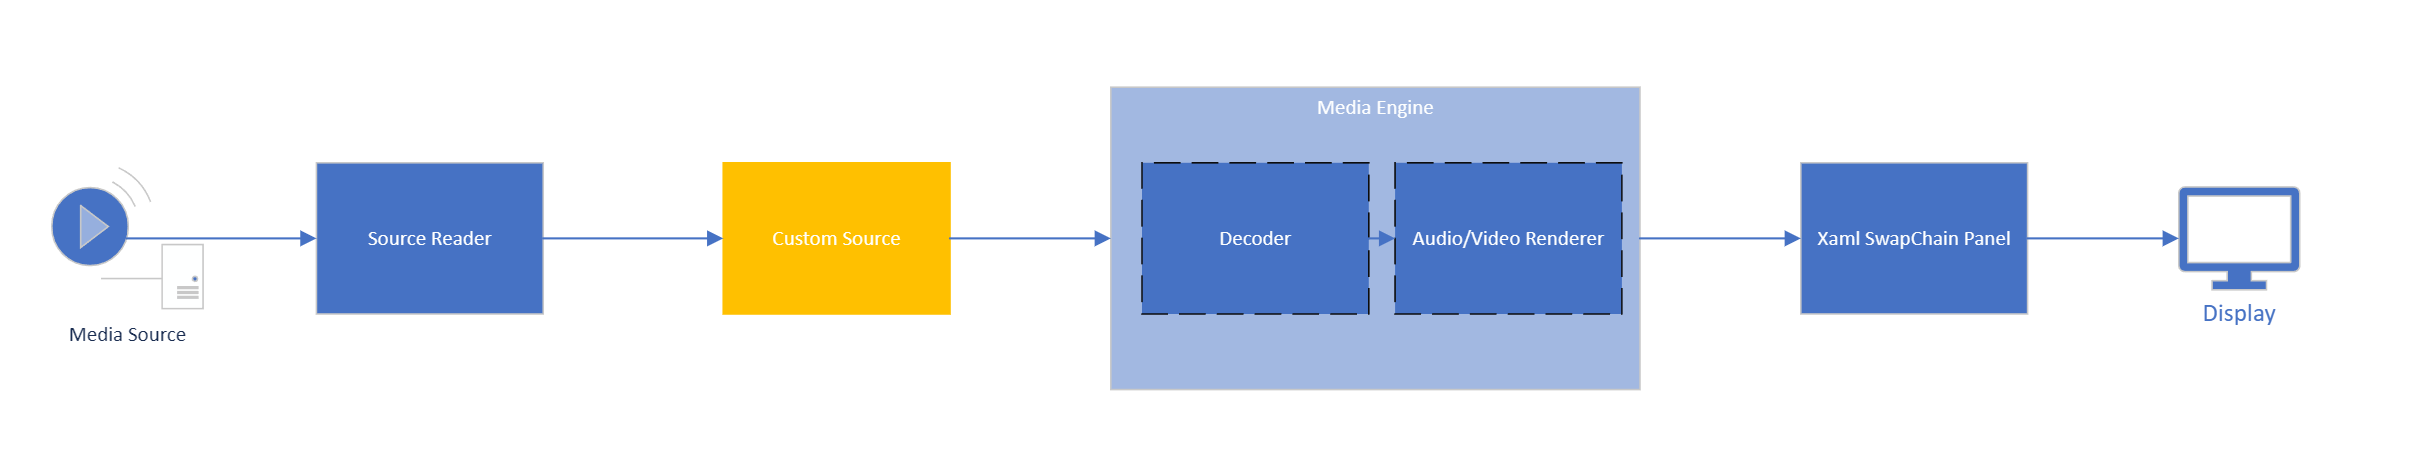 Media Engine
Source Reader
Custom Source
Decoder
Audio/Video Renderer
Xaml SwapChain Panel
Media Source
Display